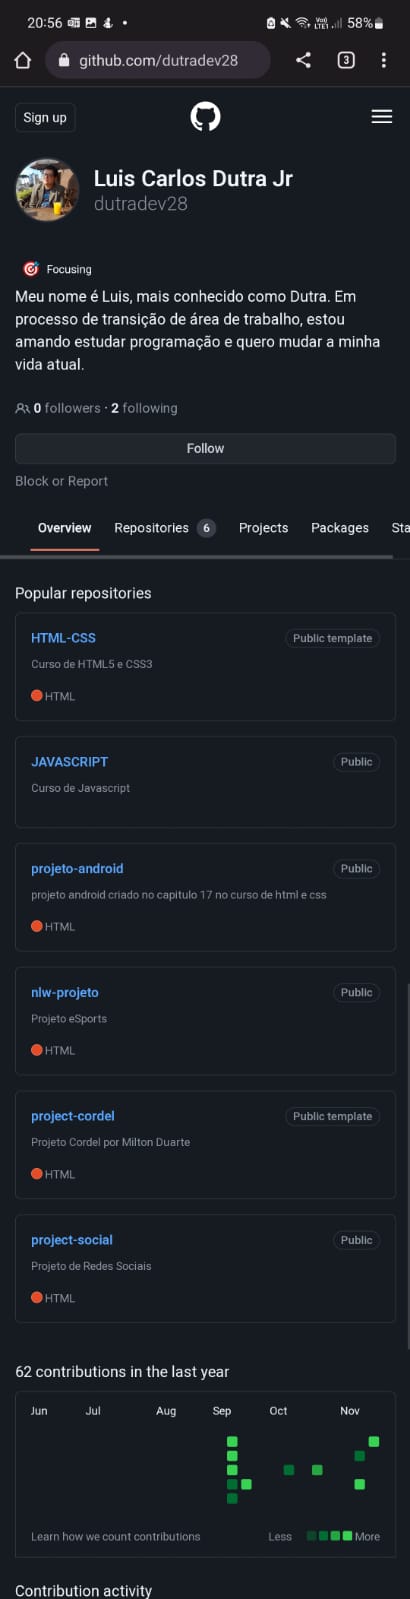 20:56
Vo))
LTE1
58%
github.com/dutradev28
3
Sign up
Luis Carlos Dutra Jr
dutradev28
Focusing
Meu nome é Luis, mais conhecido como Dutra. Em
processo de transição de área de trabalho, estou
amando estudar programação e quero mudar a minha
vida atual.
0 followers · 2 following
Follow
Block or Report
Overview Repositories 6 Projects Packages Sta
Popular repositories
HTML-CSS Public template
Curso de HTML5 e CSS3
HTML
JAVASCRIPT Public
Curso de Javascript
projeto-android Public
projeto android criado no capitulo 17 no curso de html e css
HTML
nlw-projeto Public
Projeto eSports
HTML
project-cordel Public template
Projeto Cordel por Milton Duarte
HTML
project-social Public
Projeto de Redes Sociais
HTML
62 contributions in the last year
Jun Jul Aug Sep Oct Nov
Learn how we count contributions Less More
Contribution activity